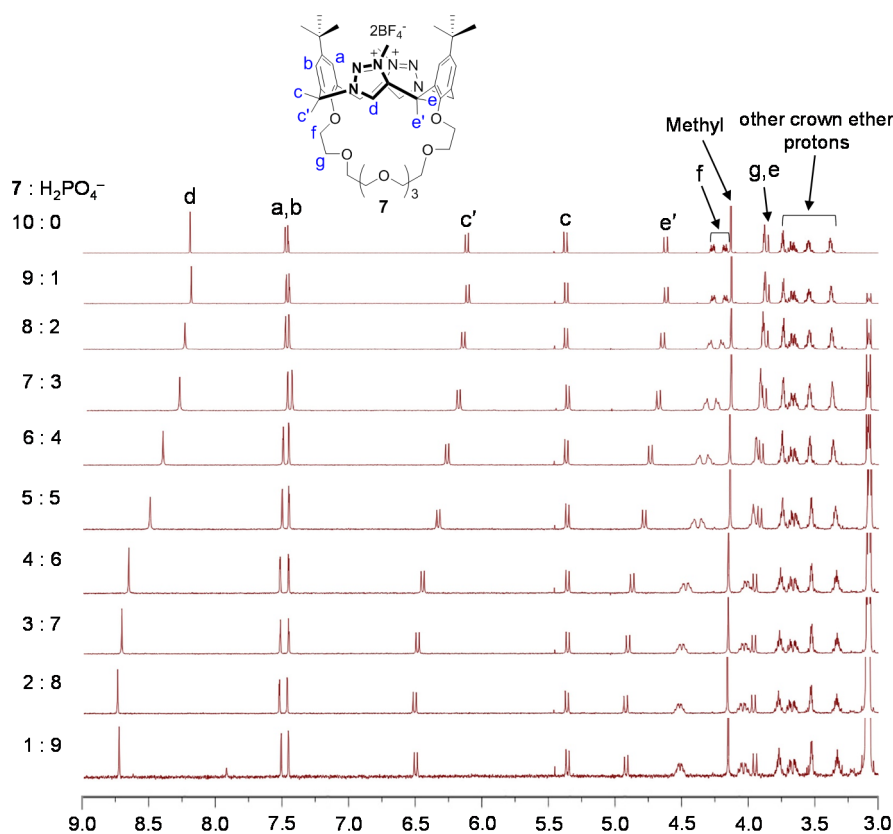 2BF₄⁻
a
b
N N N⁺
⁺N N N
N
c
c'
d
e
e'
O
O
f
g
O
O
O
3
7
Methyl
other crown ether
protons
7 : H₂PO₄⁻
f
g,e
d
a,b
c'
c
e'
10 : 0
9 : 1
8 : 2
7 : 3
6 : 4
5 : 5
4 : 6
3 : 7
2 : 8
1 : 9
9.0 8.5 8.0 7.5 7.0 6.5 6.0 5.5 5.0 4.5 4.0 3.5 3.0